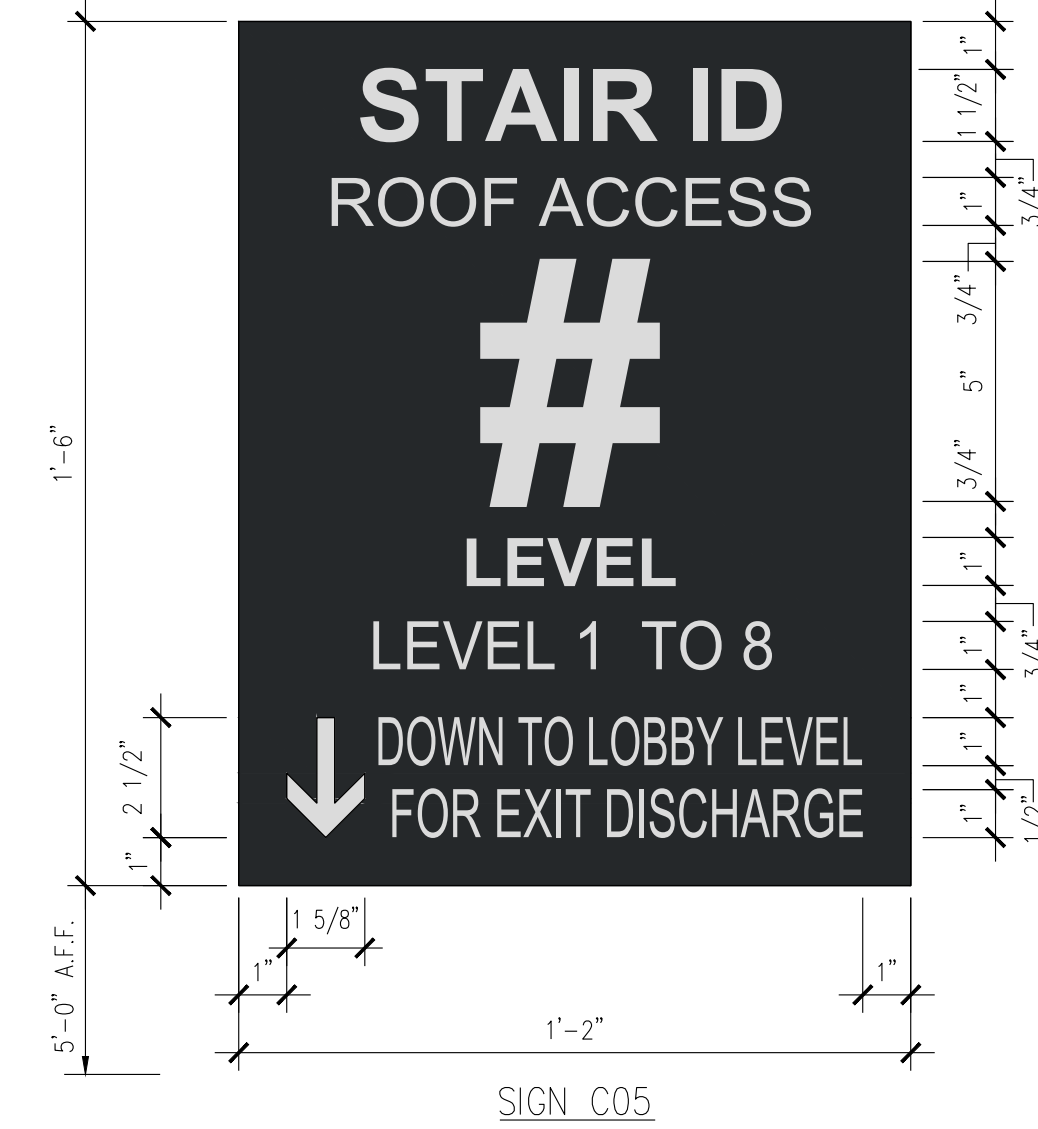 STAIR ID
ROOF ACCESS
#
LEVEL
LEVEL 1 TO 8
DOWN TO LOBBY LEVEL
FOR EXIT DISCHARGE
1'-6"
2 1/2"
1"
5'-0" A.F.F.
1"
1 1/2"
3/4"
1"
3/4"
5"
3/4"
1"
3/4"
1"
1"
1"
1/2"
1"
1 5/8"
1"
1"
1'-2"
SIGN C05